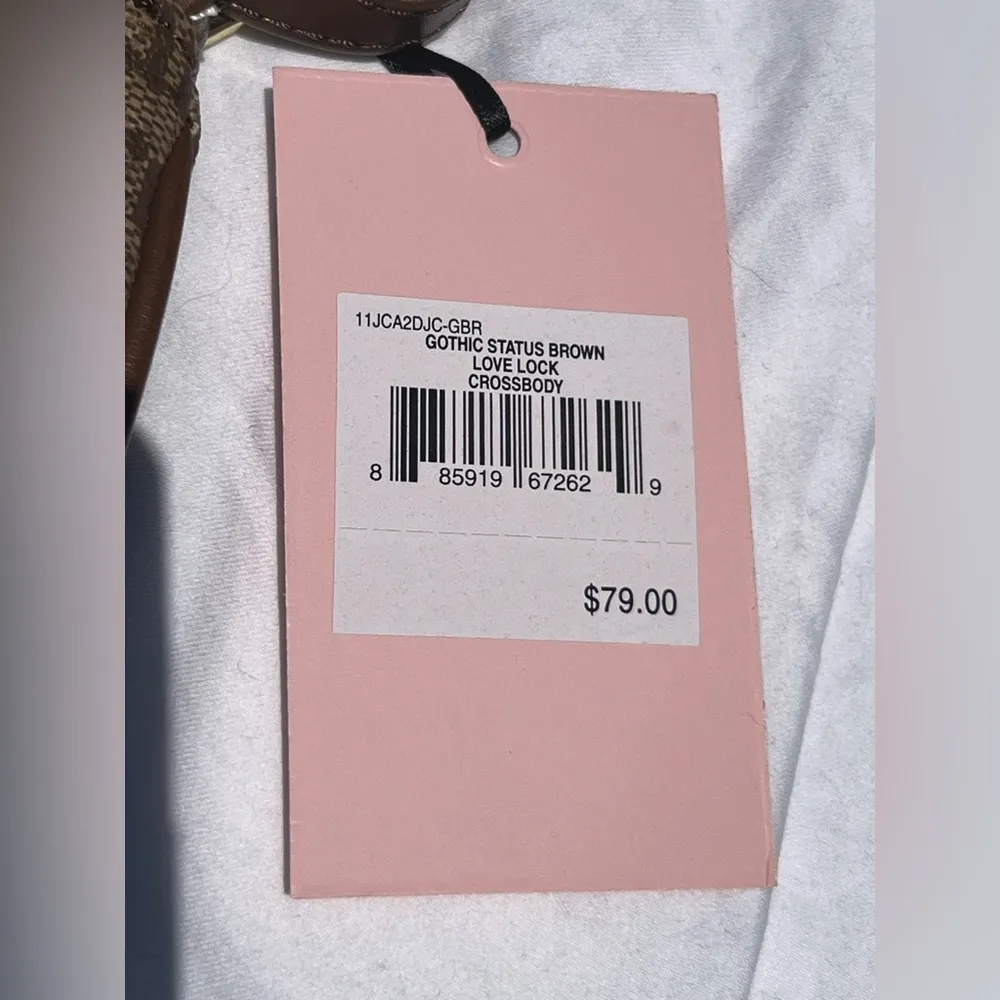 11JCA2DJC-GBR
GOTHIC STATUS BROWN
LOVE LOCK
CROSSBODY
8 85919 67262 9
$79.00